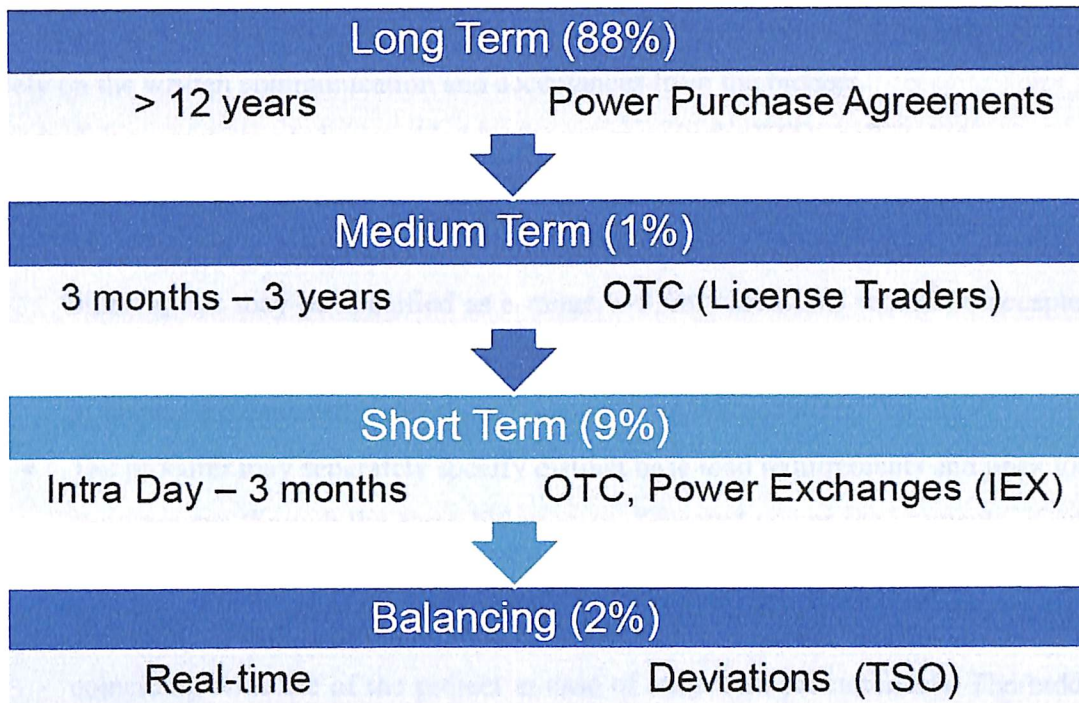 Long Term (88%)
> 12 years Power Purchase Agreements
Medium Term (1%)
3 months – 3 years OTC (License Traders)
Short Term (9%)
Intra Day – 3 months OTC, Power Exchanges (IEX)
Balancing (2%)
Real-time Deviations (TSO)